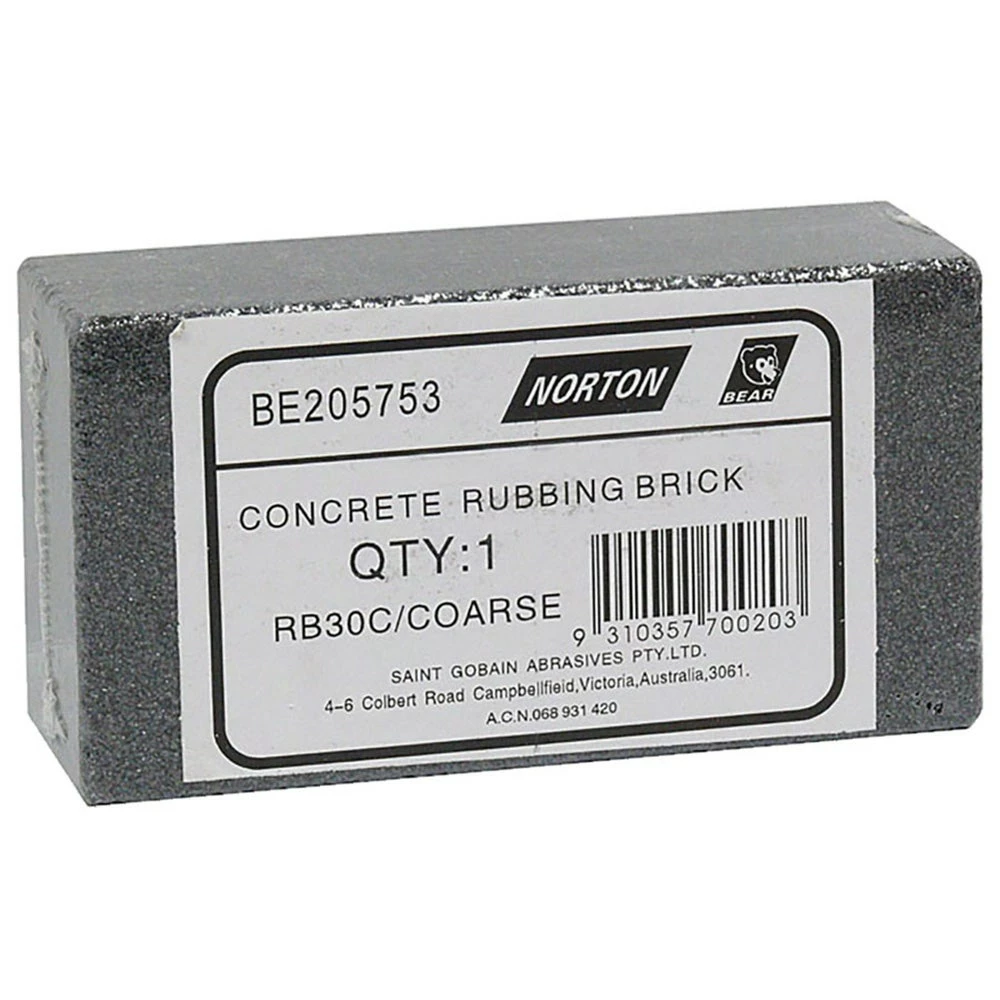 BE205753 NORTON BEAR
CONCRETE RUBBING BRICK
QTY:1
RB30C/COARSE
9 310357 700203
SAINT GOBAIN ABRASIVES PTY.LTD.
4-6 Colbert Road Campbellfield,Victoria,Australia,3061.
A.C.N.068 931 420